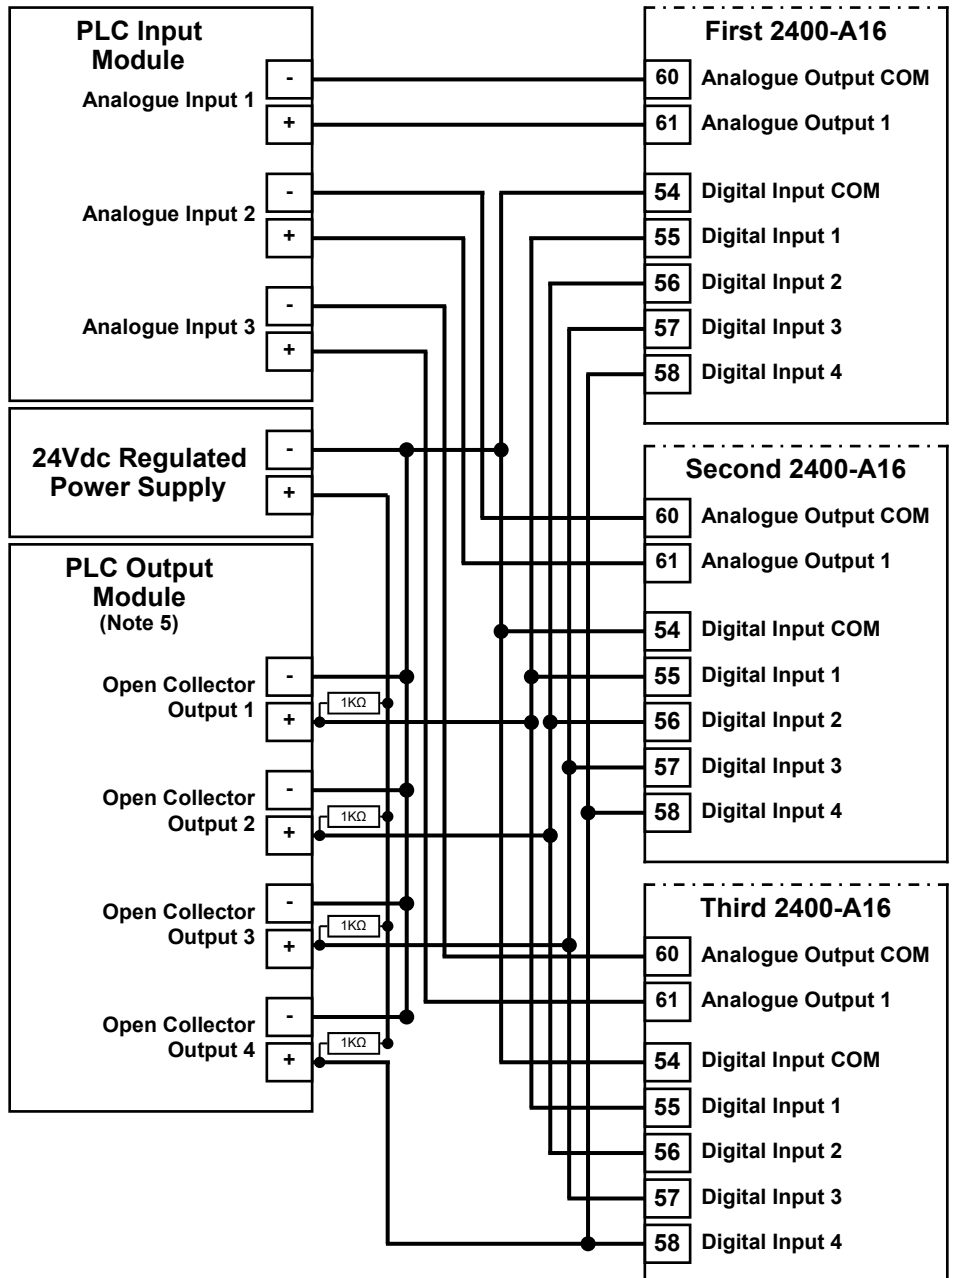 PLC Input
Module
Analogue Input 1
-
+
Analogue Input 2
-
+
Analogue Input 3
-
+
24Vdc Regulated
Power Supply
-
+
PLC Output
Module
(Note 5)
Open Collector
Output 1
-
+
1KΩ
Open Collector
Output 2
-
+
1KΩ
Open Collector
Output 3
-
+
1KΩ
Open Collector
Output 4
-
+
1KΩ
First 2400-A16
60 Analogue Output COM
61 Analogue Output 1
54 Digital Input COM
55 Digital Input 1
56 Digital Input 2
57 Digital Input 3
58 Digital Input 4
Second 2400-A16
60 Analogue Output COM
61 Analogue Output 1
54 Digital Input COM
55 Digital Input 1
56 Digital Input 2
57 Digital Input 3
58 Digital Input 4
Third 2400-A16
60 Analogue Output COM
61 Analogue Output 1
54 Digital Input COM
55 Digital Input 1
56 Digital Input 2
57 Digital Input 3
58 Digital Input 4